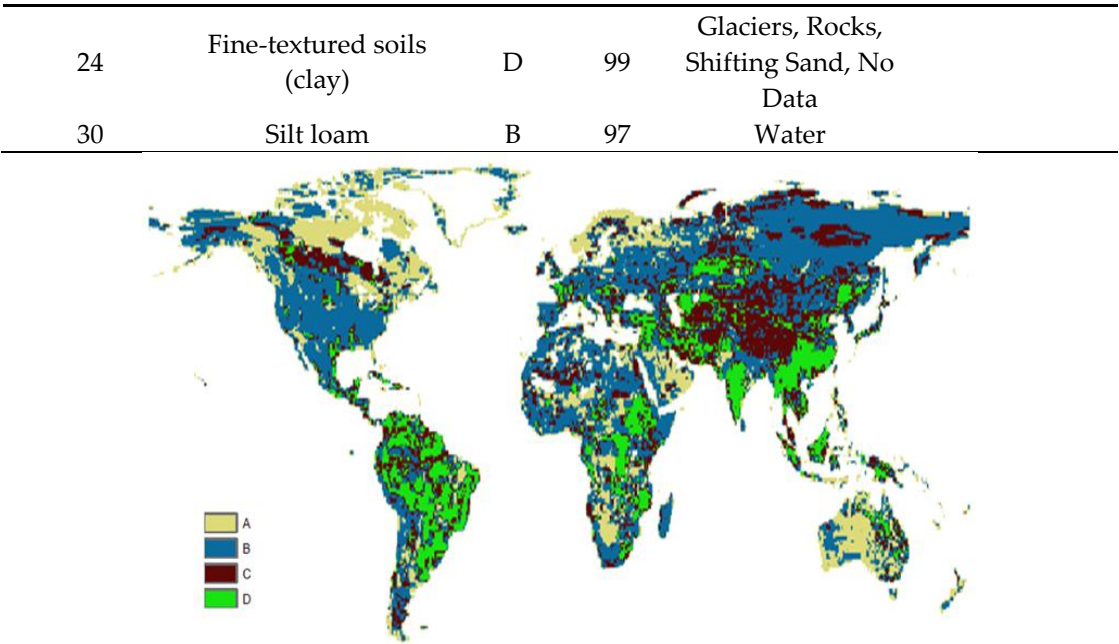 24 Fine-textured soils (clay) D 99 Glaciers, Rocks, Shifting Sand, No Data
30 Silt loam B 97 Water
A
B
C
D